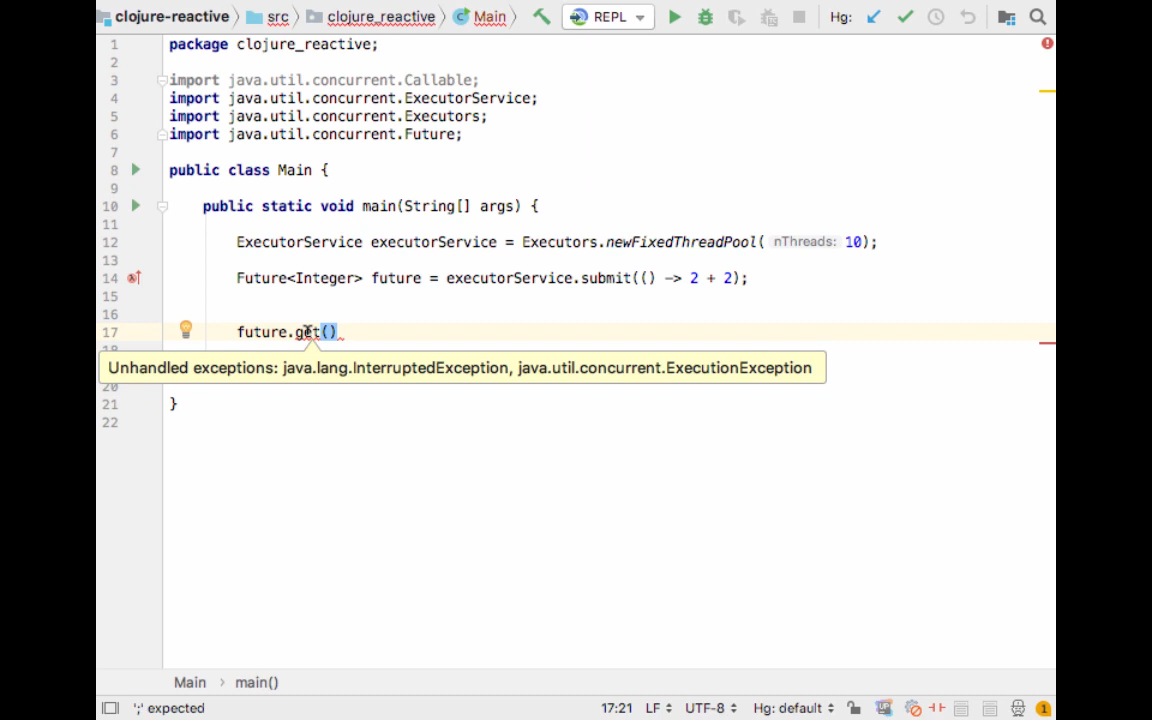 clojure-reactive src clojure_reactive Main REPL Hg:
1 package clojure_reactive;
2
3 import java.util.concurrent.Callable;
4 import java.util.concurrent.ExecutorService;
5 import java.util.concurrent.Executors;
6 import java.util.concurrent.Future;
7
8 public class Main {
9
10 public static void main(String[] args) {
11
12 ExecutorService executorService = Executors.newFixedThreadPool( nThreads: 10);
13
14 Future<Integer> future = executorService.submit(() -> 2 + 2);
15
16
17 future.get()
Unhandled exceptions: java.lang.InterruptedException, java.util.concurrent.ExecutionException
20
21 }
22
Main main()
';' expected 17:21 LF UTF-8 Hg: default 1